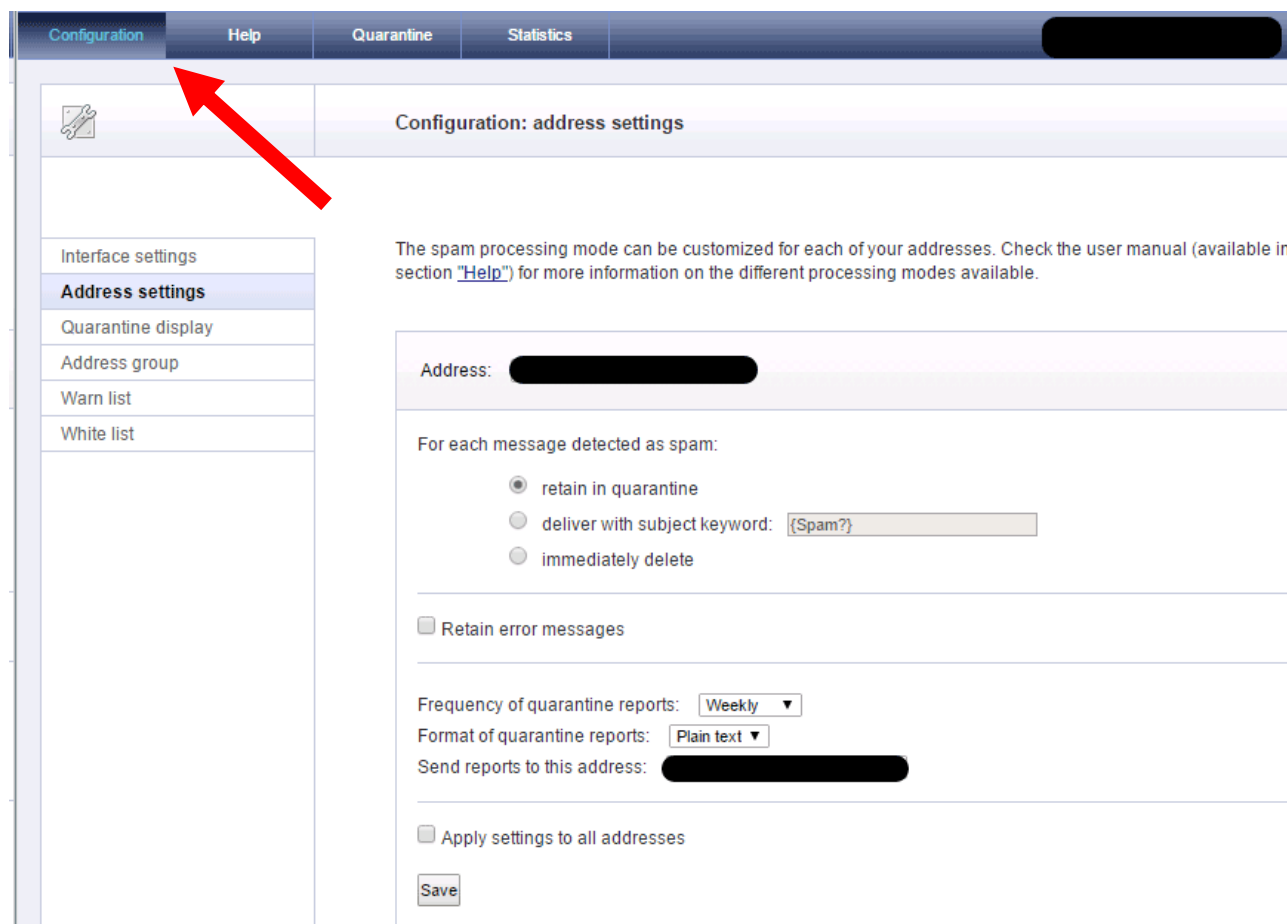 Configuration Help Quarantine Statistics
Configuration: address settings
Interface settings
Address settings
Quarantine display
Address group
Warn list
White list
The spam processing mode can be customized for each of your addresses. Check the user manual (available in
section "Help") for more information on the different processing modes available.
Address:
For each message detected as spam:
retain in quarantine
deliver with subject keyword: {Spam?}
immediately delete
Retain error messages
Frequency of quarantine reports: Weekly
Format of quarantine reports: Plain text
Send reports to this address:
Apply settings to all addresses
Save